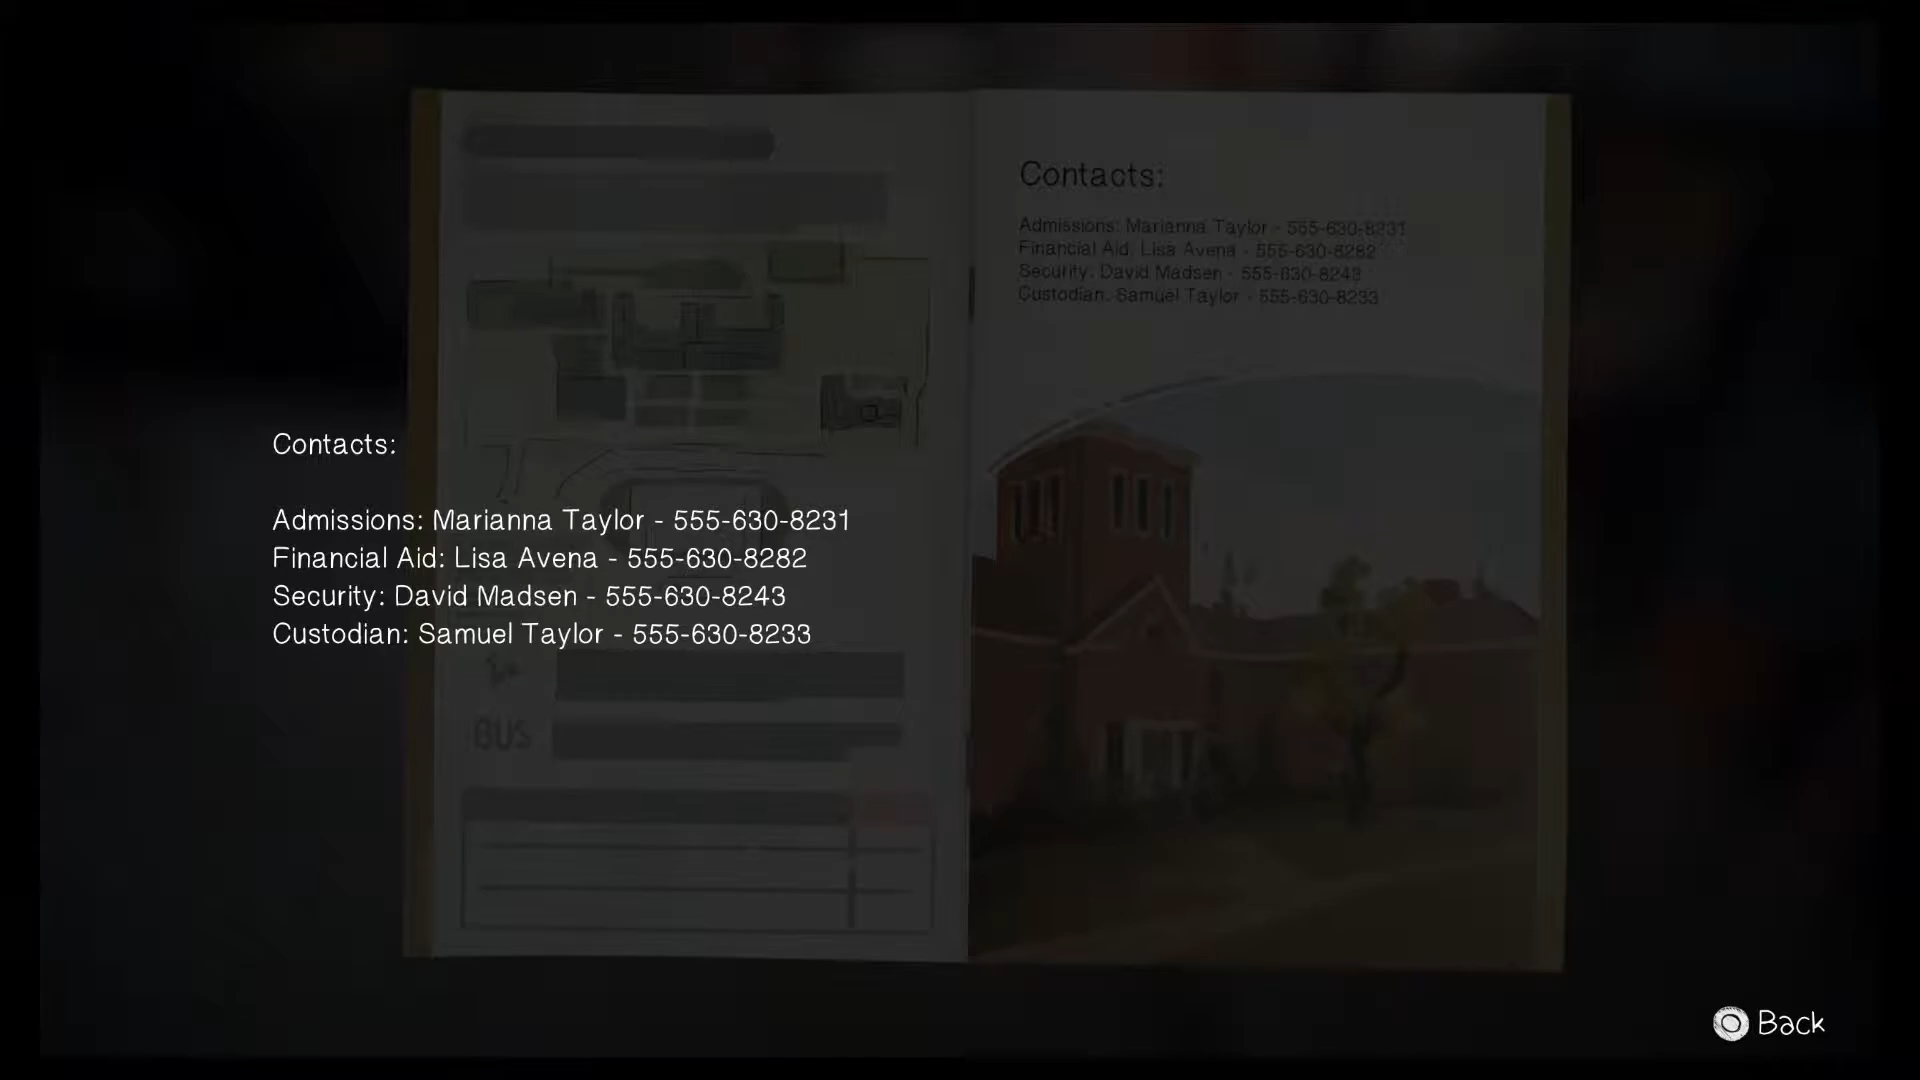 Contacts:
Admissions: Marianna Taylor - 555-630-8231
Financial Aid: Lisa Avena - 555-630-8282
Security: David Madsen - 555-630-8243
Custodian: Samuel Taylor - 555-630-8233
BUS
Contacts:
Admissions: Marianna Taylor - 555-630-8231
Financial Aid: Lisa Avena - 555-630-8282
Security: David Madsen - 555-630-8243
Custodian: Samuel Taylor - 555-630-8233
Back